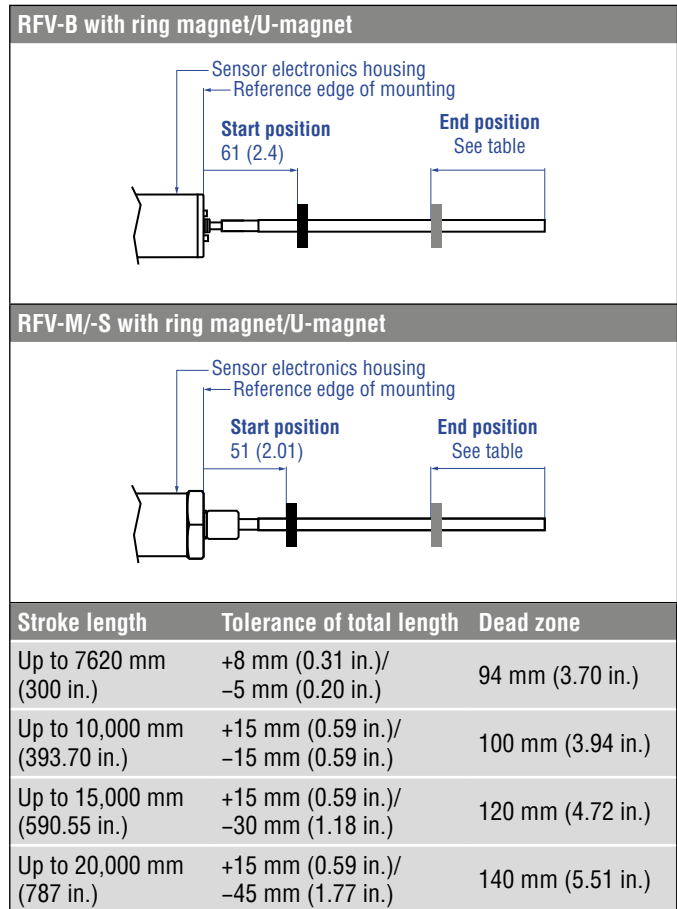 RFV-B with ring magnet/U-magnet
Sensor electronics housing
Reference edge of mounting
Start position
61 (2.4)
End position
See table
RFV-M/-S with ring magnet/U-magnet
Sensor electronics housing
Reference edge of mounting
Start position
51 (2.01)
End position
See table
Stroke length Tolerance of total length Dead zone
Up to 7620 mm +8 mm (0.31 in.)/
(300 in.) −5 mm (0.20 in.) 94 mm (3.70 in.)
Up to 10,000 mm +15 mm (0.59 in.)/
(393.70 in.) −15 mm (0.59 in.) 100 mm (3.94 in.)
Up to 15,000 mm +15 mm (0.59 in.)/
(590.55 in.) −30 mm (1.18 in.) 120 mm (4.72 in.)
Up to 20,000 mm +15 mm (0.59 in.)/
(787 in.) −45 mm (1.77 in.) 140 mm (5.51 in.)